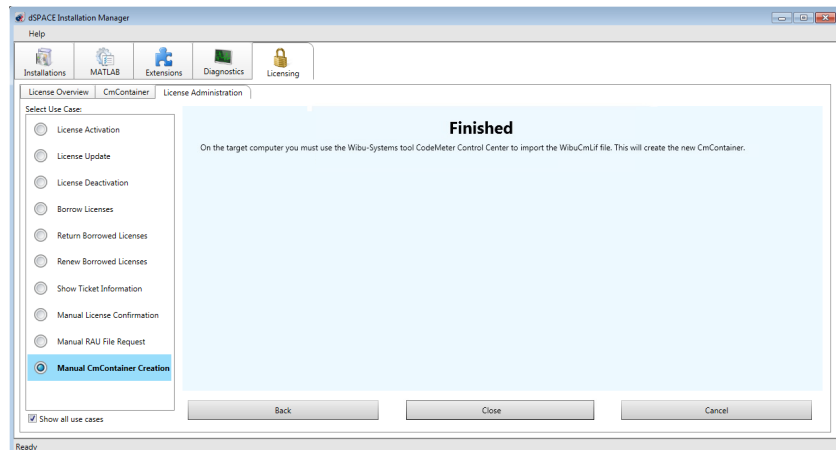 dSPACE Installation Manager
Help
Installations MATLAB Extensions Diagnostics Licensing
License Overview CmContainer License Administration
Select Use Case:
License Activation
License Update
License Deactivation
Borrow Licenses
Return Borrowed Licenses
Renew Borrowed Licenses
Show Ticket Information
Manual License Confirmation
Manual RAU File Request
Manual CmContainer Creation
Show all use cases
Finished
On the target computer you must use the Wibu-Systems tool CodeMeter Control Center to import the WibuCmLif file. This will create the new CmContainer.
Back Close Cancel
Ready